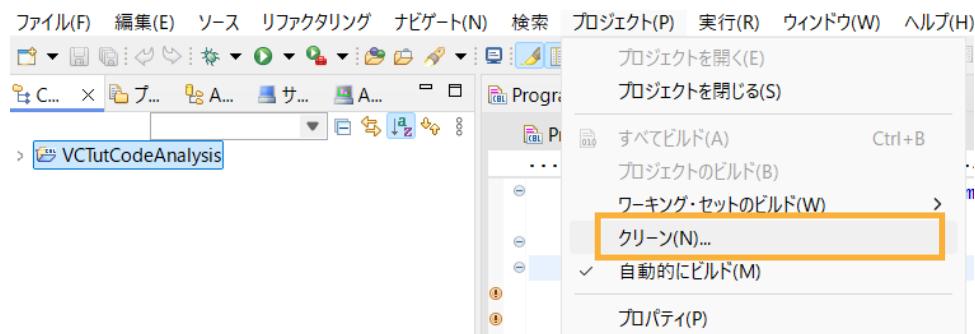 ファイル(F) 編集(E) ソース リファクタリング ナビゲート(N) 検索 プロジェクト(P) 実行(R) ウィンドウ(W) ヘルプ(H)
プロジェクトを開く(E)
プロジェクトを閉じる(S)
C... プ... A... サ... A...
すべてビルド(A) Ctrl+B
プロジェクトのビルド(B)
VCTutCodeAnalysis
ワーキング・セットのビルド(W)
クリーン(N)...
自動的にビルド(M)
プロパティ(P)